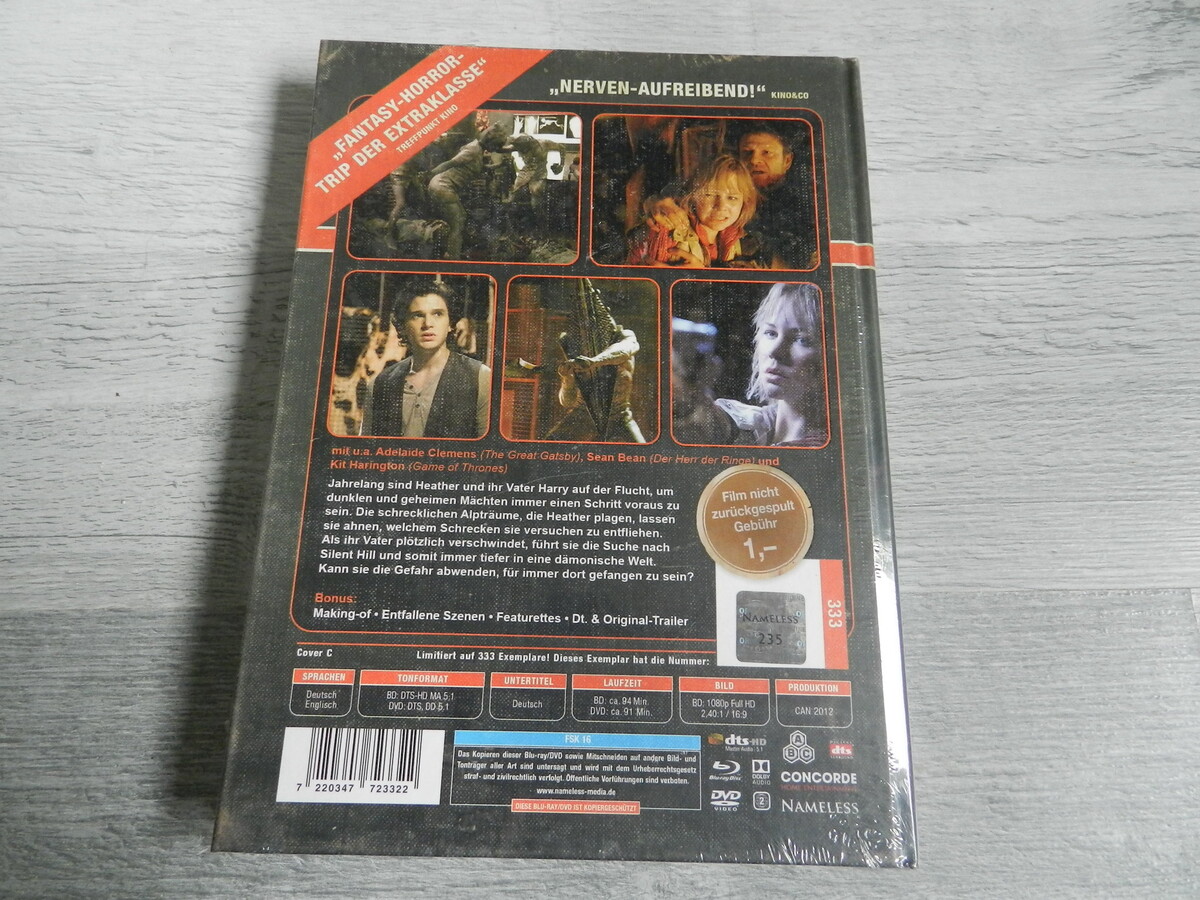 „FANTASY-HORROR-
TRIP DER EXTRAKLASSE“
TREFFPUNKT KINO
„NERVEN-AUFREIBEND!“ KINO&CO
mit u.a. Adelaide Clemens (The Great Gatsby), Sean Bean (Der Herr der Ringe) und
Kit Harington (Game of Thrones)
Jahrelang sind Heather und ihr Vater Harry auf der Flucht, um
dunklen und geheimen Mächten immer einen Schritt voraus zu
sein. Die schrecklichen Alpträume, die Heather plagen, lassen
sie ahnen, welchem Schrecken sie versuchen zu entfliehen.
Als ihr Vater plötzlich verschwindet, führt sie die Suche nach
Silent Hill und somit immer tiefer in eine dämonische Welt.
Kann sie die Gefahr abwenden, für immer dort gefangen zu sein?
Film nicht
zurückgespult
Gebühr
1,–
Bonus:
Making-of • Entfallene Szenen • Featurettes • Dt. & Original-Trailer
NAMELESS
235
333
Cover C
Limitiert auf 333 Exemplare! Dieses Exemplar hat die Nummer:
SPRACHEN
Deutsch
Englisch
TONFORMAT
BD: DTS-HD MA 5.1
DVD: DTS, DD 5.1
UNTERTITEL
Deutsch
LAUFZEIT
BD: ca. 94 Min.
DVD: ca. 91 Min.
BILD
BD: 1080p Full HD
2,40:1 / 16:9
PRODUKTION
CAN 2012
7 220347 723322
FSK 16
Das Kopieren dieser Blu-ray/DVD sowie Mitschneiden auf andere Bild- und
Tonträger aller Art sind untersagt und wird mit dem Urheberrechtsgesetz
straf- und zivilrechtlich verfolgt. Öffentliche Vorführungen sind verboten.
www.nameless-media.de
DIESE BLU-RAY/DVD IST KOPIERGESCHÜTZT
dts-HD
Master Audio 5.1
ABC
dts
Blu-ray Disc
DOLBY
AUDIO
CONCORDE
HOME ENTERTAINMENT
DVD
VIDEO
2
NAMELESS